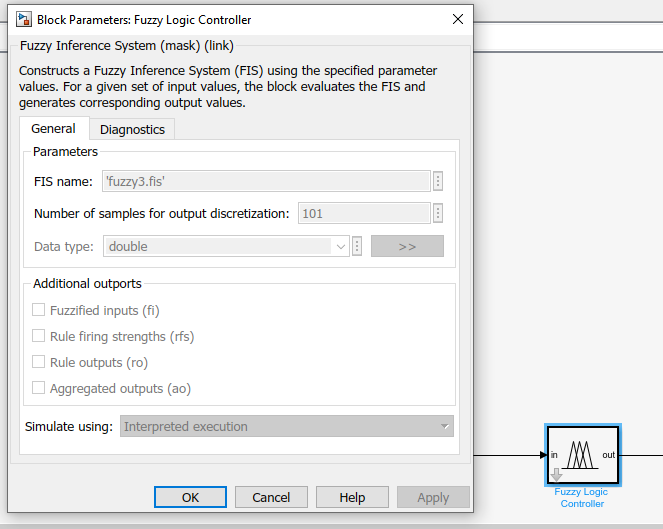 Block Parameters: Fuzzy Logic Controller
Fuzzy Inference System (mask) (link)
Constructs a Fuzzy Inference System (FIS) using the specified parameter
values. For a given set of input values, the block evaluates the FIS and
generates corresponding output values.
General Diagnostics
Parameters
FIS name: 'fuzzy3.fis'
Number of samples for output discretization: 101
Data type: double >>
Additional outports
Fuzzified inputs (fi)
Rule firing strengths (rfs)
Rule outputs (ro)
Aggregated outputs (ao)
Simulate using: Interpreted execution
OK Cancel Help Apply
in out
Fuzzy Logic
Controller